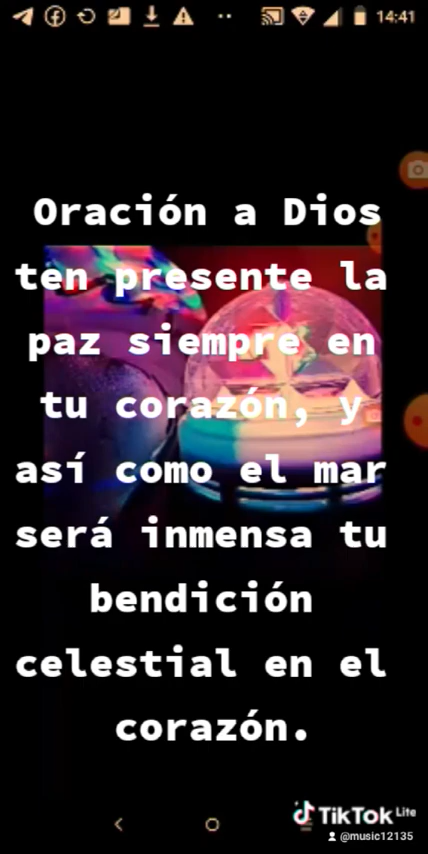 14:41
Oración a Dios
ten presente la
paz siempre en
tu corazón, y
así como el mar
será inmensa tu
bendición
celestial en el
corazón.
TikTok Lite
@music12135